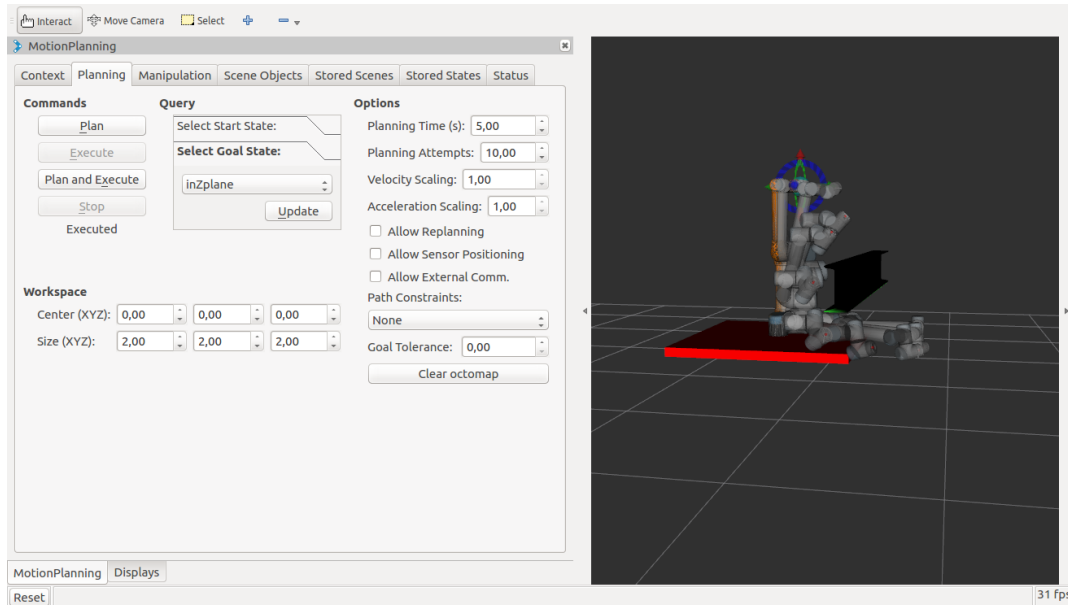 Interact Move Camera Select
MotionPlanning
Context Planning Manipulation Scene Objects Stored Scenes Stored States Status
Commands Query Options
Plan Select Start State: Planning Time (s): 5,00
Execute Select Goal State: Planning Attempts: 10,00
Plan and Execute inZplane Velocity Scaling: 1,00
Stop Update Acceleration Scaling: 1,00
Executed Allow Replanning
Allow Sensor Positioning
Allow External Comm.
Workspace Path Constraints:
Center (XYZ): 0,00 0,00 0,00 None
Size (XYZ): 2,00 2,00 2,00 Goal Tolerance: 0,00
Clear octomap
MotionPlanning Displays
Reset 31 fps